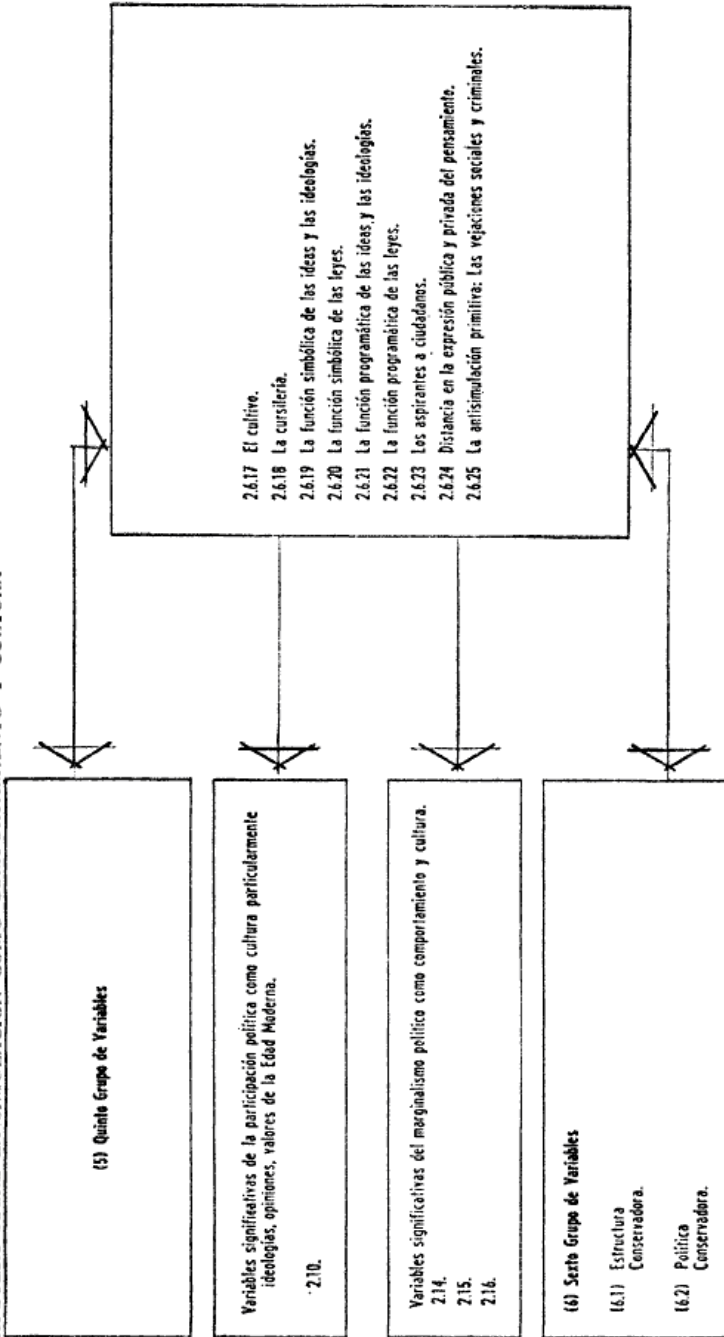 (5) Quinto Grupo de Variables
Variables significativas de la participación política como cultura particularmente
ideologías, opiniones, valores de la Edad Moderna.
2.10.
Variables significativas del marginalismo político como comportamiento y cultura.
2.14.
2.15.
2.16.
(6) Sexto Grupo de Variables
(6.1) Estructura
Conservadora.
(6.2) Política
Conservadora.
2.6.17 El cultivo.
2.6.18 La cursilería.
2.6.19 La función simbólica de las ideas y las ideologías.
2.6.20 La función simbólica de las leyes.
2.6.21 La función programática de las ideas y las ideologías.
2.6.22 La función programática de las leyes.
2.6.23 Los aspirantes a ciudadanos.
2.6.24 Distancia en la expresión pública y privada del pensamiento.
2.6.25 La antisimulación primitiva: Las vejaciones sociales y criminales.